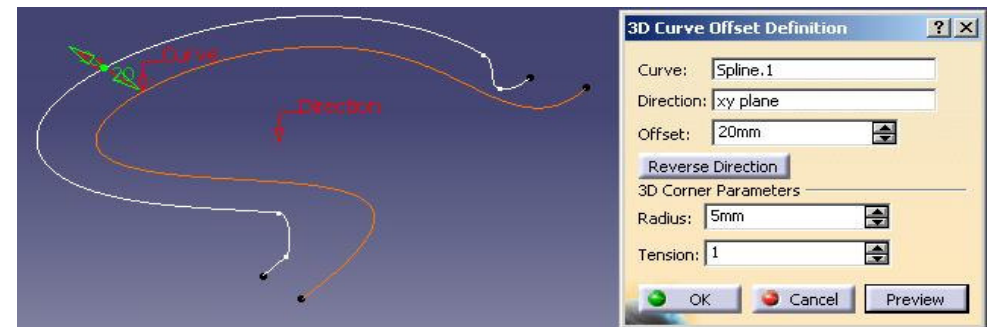 Curve
20
Direction
3D Curve Offset Definition
Curve: Spline.1
Direction: xy plane
Offset: 20mm
Reverse Direction
3D Corner Parameters
Radius: 5mm
Tension: 1
OK Cancel Preview